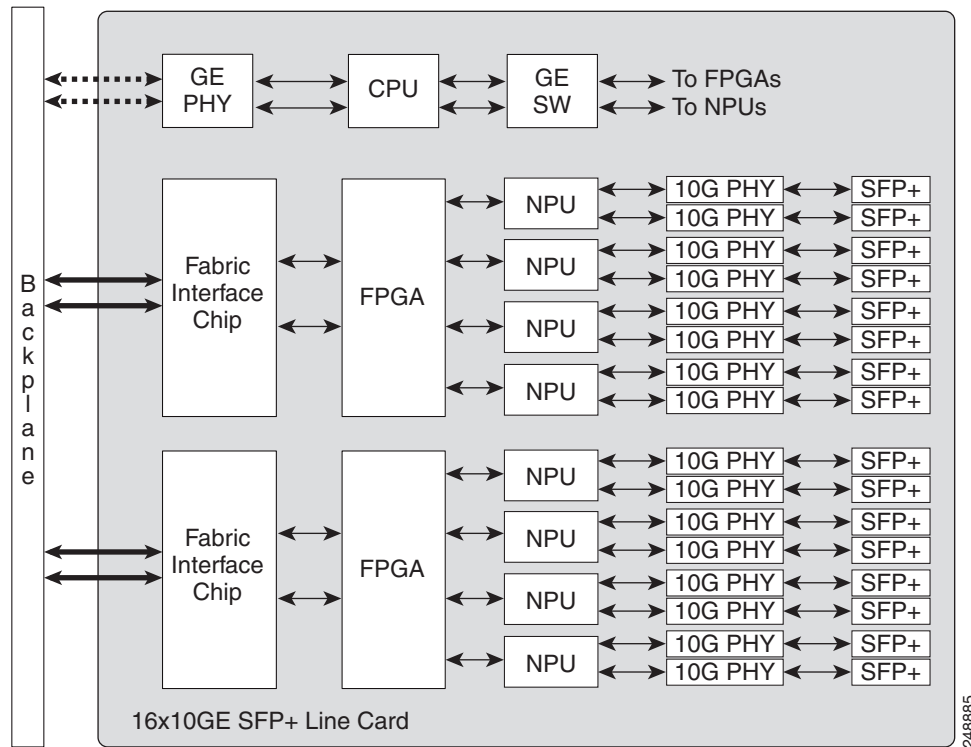 GE
PHY
CPU
GE
SW
To FPGAs
To NPUs
Backplane
Fabric
Interface
Chip
FPGA
NPU
10G PHY
SFP+
10G PHY
SFP+
NPU
10G PHY
SFP+
10G PHY
SFP+
NPU
10G PHY
SFP+
10G PHY
SFP+
NPU
10G PHY
SFP+
10G PHY
SFP+
Fabric
Interface
Chip
FPGA
NPU
10G PHY
SFP+
10G PHY
SFP+
NPU
10G PHY
SFP+
10G PHY
SFP+
NPU
10G PHY
SFP+
10G PHY
SFP+
NPU
10G PHY
SFP+
10G PHY
SFP+
16x10GE SFP+ Line Card
248885